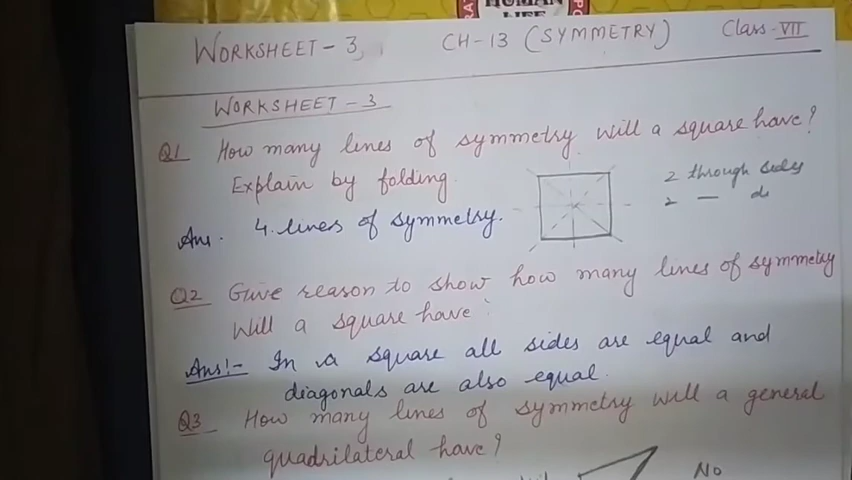 HUMAN
LIFE
WORKSHEET-3, CH-13 (SYMMETRY) Class-VII
WORKSHEET-3
Q1 How many lines of symmetry will a square have?
Explain by folding.
Ans. 4 lines of symmetry.
2 through sides
2 — d
Q2 Give reason to show how many lines of symmetry
Will a square have?
Ans:- In a square all sides are equal and
diagonals are also equal.
Q3 How many lines of symmetry will a general
quadrilateral have?
No